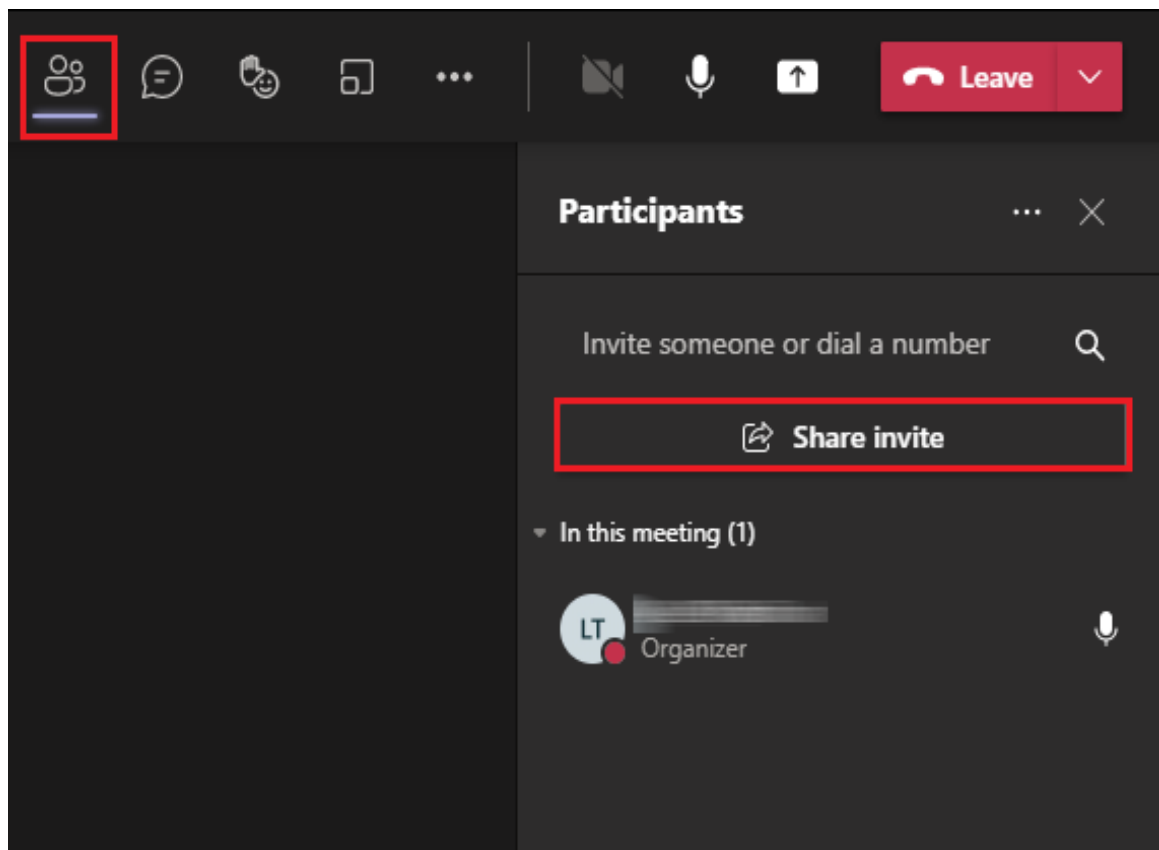 Leave
Participants
Invite someone or dial a number
Share invite
In this meeting (1)
LT
Organizer